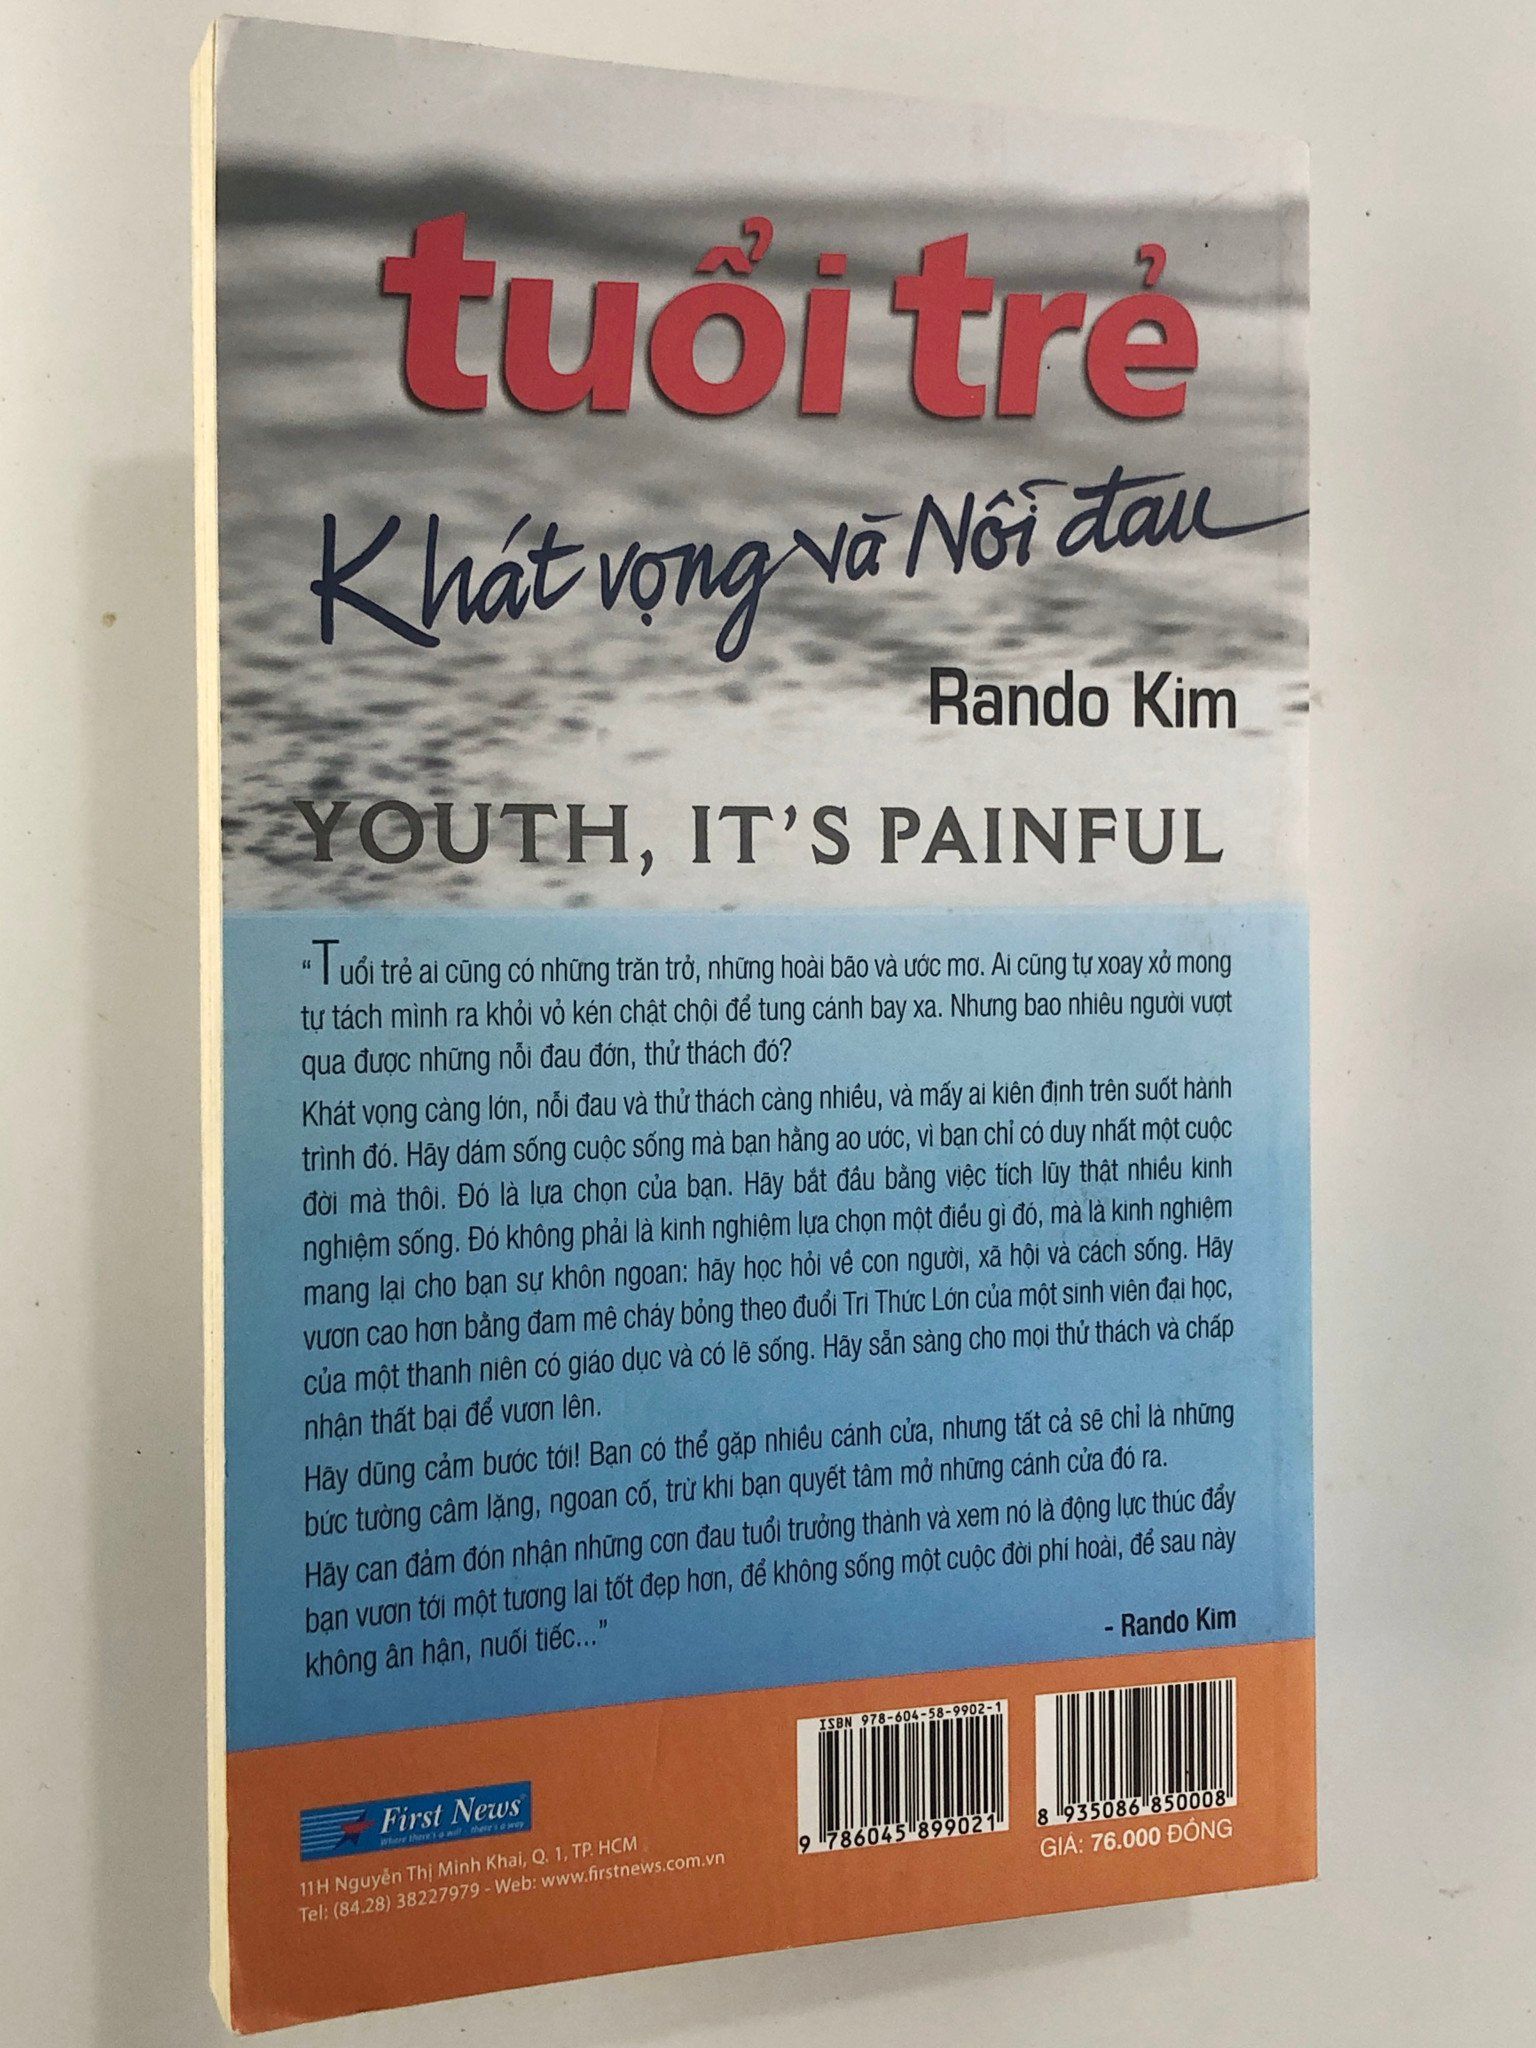 tuổi trẻ
Khát vọng và Nỗi đau
Rando Kim
YOUTH, IT'S PAINFUL
“Tuổi trẻ ai cũng có những trăn trở, những hoài bão và ước mơ. Ai cũng tự xoay xở mong
tự tách mình ra khỏi vỏ kén chật chội để tung cánh bay xa. Nhưng bao nhiêu người vượt
qua được những nỗi đau đớn, thử thách đó?
Khát vọng càng lớn, nỗi đau và thử thách càng nhiều, và mấy ai kiên định trên suốt hành
trình đó. Hãy dám sống cuộc sống mà bạn hằng ao ước, vì bạn chỉ có duy nhất một cuộc
đời mà thôi. Đó là lựa chọn của bạn. Hãy bắt đầu bằng việc tích lũy thật nhiều kinh
nghiệm sống. Đó không phải là kinh nghiệm lựa chọn một điều gì đó, mà là kinh nghiệm
mang lại cho bạn sự khôn ngoan: hãy học hỏi về con người, xã hội và cách sống. Hãy
vươn cao hơn bằng đam mê cháy bỏng theo đuổi Tri Thức Lớn của một sinh viên đại học,
của một thanh niên có giáo dục và có lẽ sống. Hãy sẵn sàng cho mọi thử thách và chấp
nhận thất bại để vươn lên.
Hãy dũng cảm bước tới! Bạn có thể gặp nhiều cánh cửa, nhưng tất cả sẽ chỉ là những
bức tường câm lặng, ngoan cố, trừ khi bạn quyết tâm mở những cánh cửa đó ra.
Hãy can đảm đón nhận những cơn đau tuổi trưởng thành và xem nó là động lực thúc đẩy
bạn vươn tới một tương lai tốt đẹp hơn, để không sống một cuộc đời phí hoài, để sau này
không ân hận, nuối tiếc...”
- Rando Kim
First News
Where there's a will - there's a way
11H Nguyễn Thị Minh Khai, Q. 1, TP. HCM
Tel: (84.28) 38227979 - Web: www.firstnews.com.vn
ISBN 978-604-58-9902-1
9 786045 899021
8 935086 850008
GIÁ: 76.000 ĐỒNG